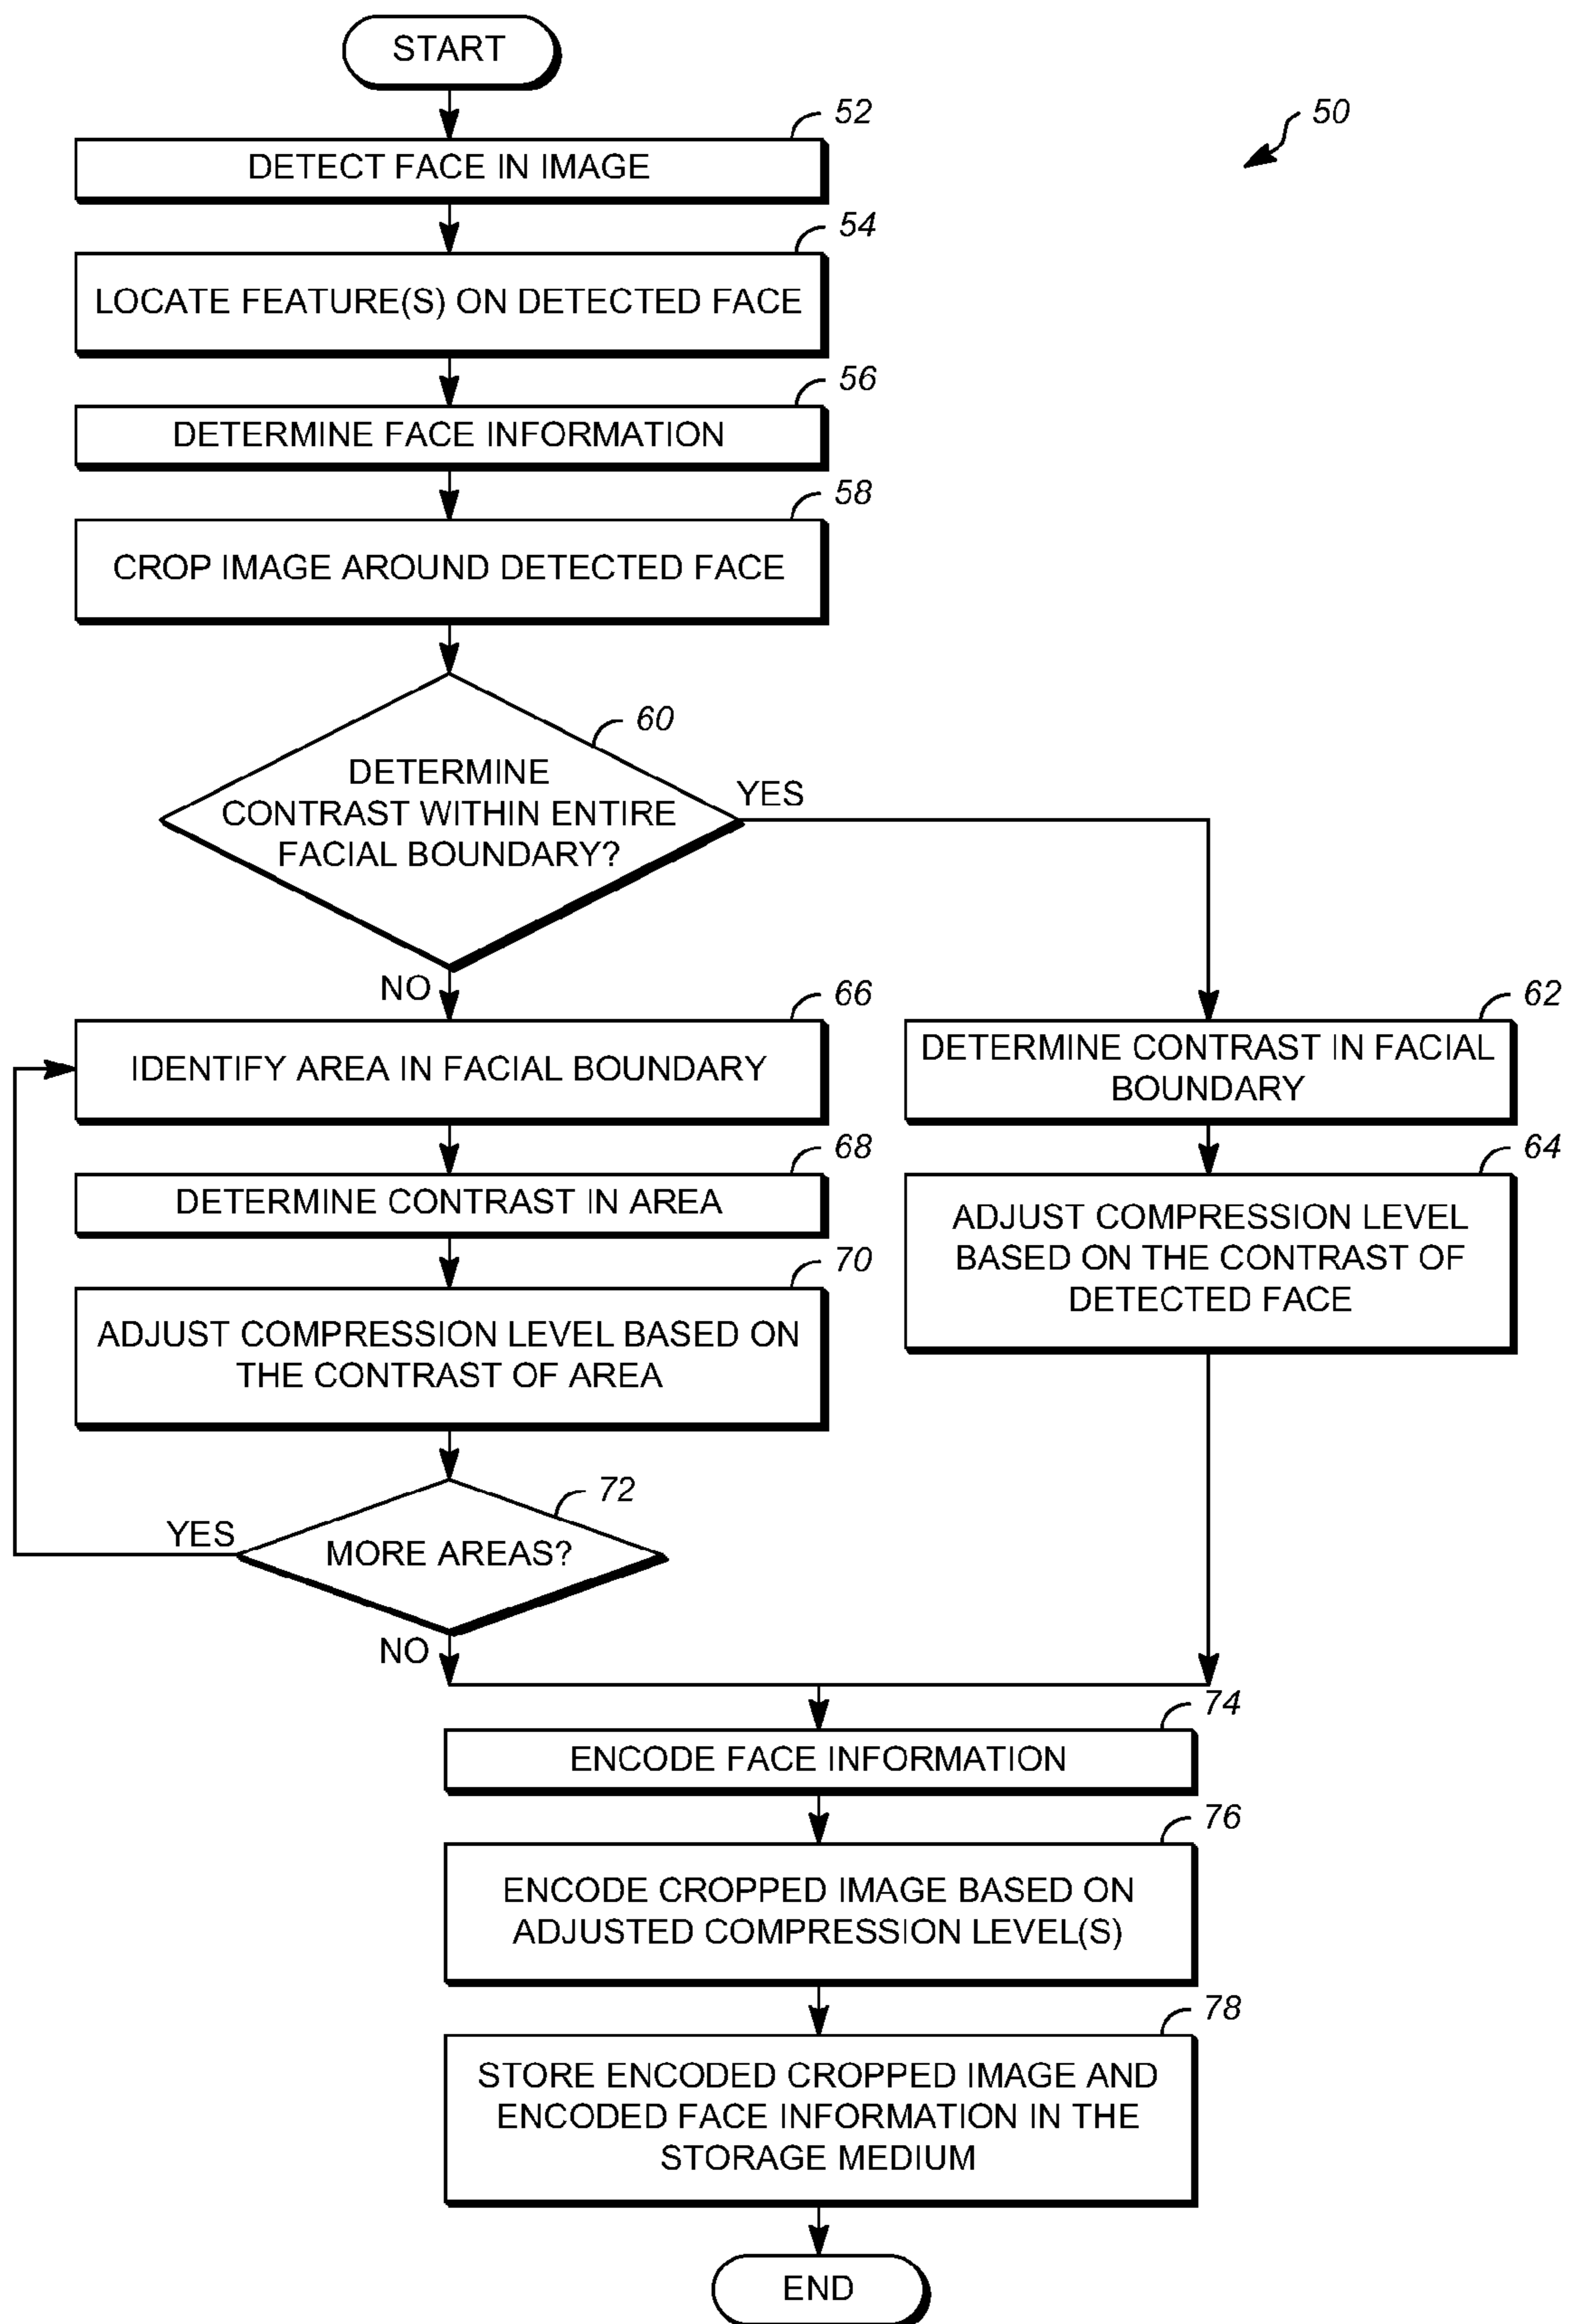 START
50
52
DETECT FACE IN IMAGE
54
LOCATE FEATURE(S) ON DETECTED FACE
56
DETERMINE FACE INFORMATION
58
CROP IMAGE AROUND DETECTED FACE
60
DETERMINE
CONTRAST WITHIN ENTIRE
FACIAL BOUNDARY?
YES
NO
66
IDENTIFY AREA IN FACIAL BOUNDARY
62
DETERMINE CONTRAST IN FACIAL
BOUNDARY
68
DETERMINE CONTRAST IN AREA
64
ADJUST COMPRESSION LEVEL
BASED ON THE CONTRAST OF
DETECTED FACE
70
ADJUST COMPRESSION LEVEL BASED ON
THE CONTRAST OF AREA
72
MORE AREAS?
YES
NO
74
ENCODE FACE INFORMATION
76
ENCODE CROPPED IMAGE BASED ON
ADJUSTED COMPRESSION LEVEL(S)
78
STORE ENCODED CROPPED IMAGE AND
ENCODED FACE INFORMATION IN THE
STORAGE MEDIUM
END